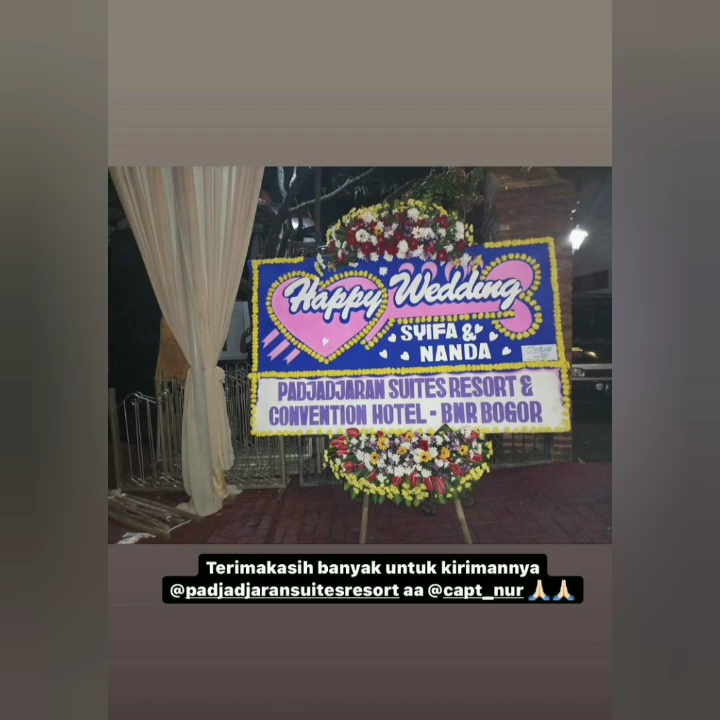 Happy Wedding
SYIFA &
NANDA
PADJADJARAN SUITES RESORT &
CONVENTION HOTEL - BNR BOGOR
Terimakasih banyak untuk kirimannya
@padjadjaransuitesresort aa @capt_nur 🙏🏻🙏🏻